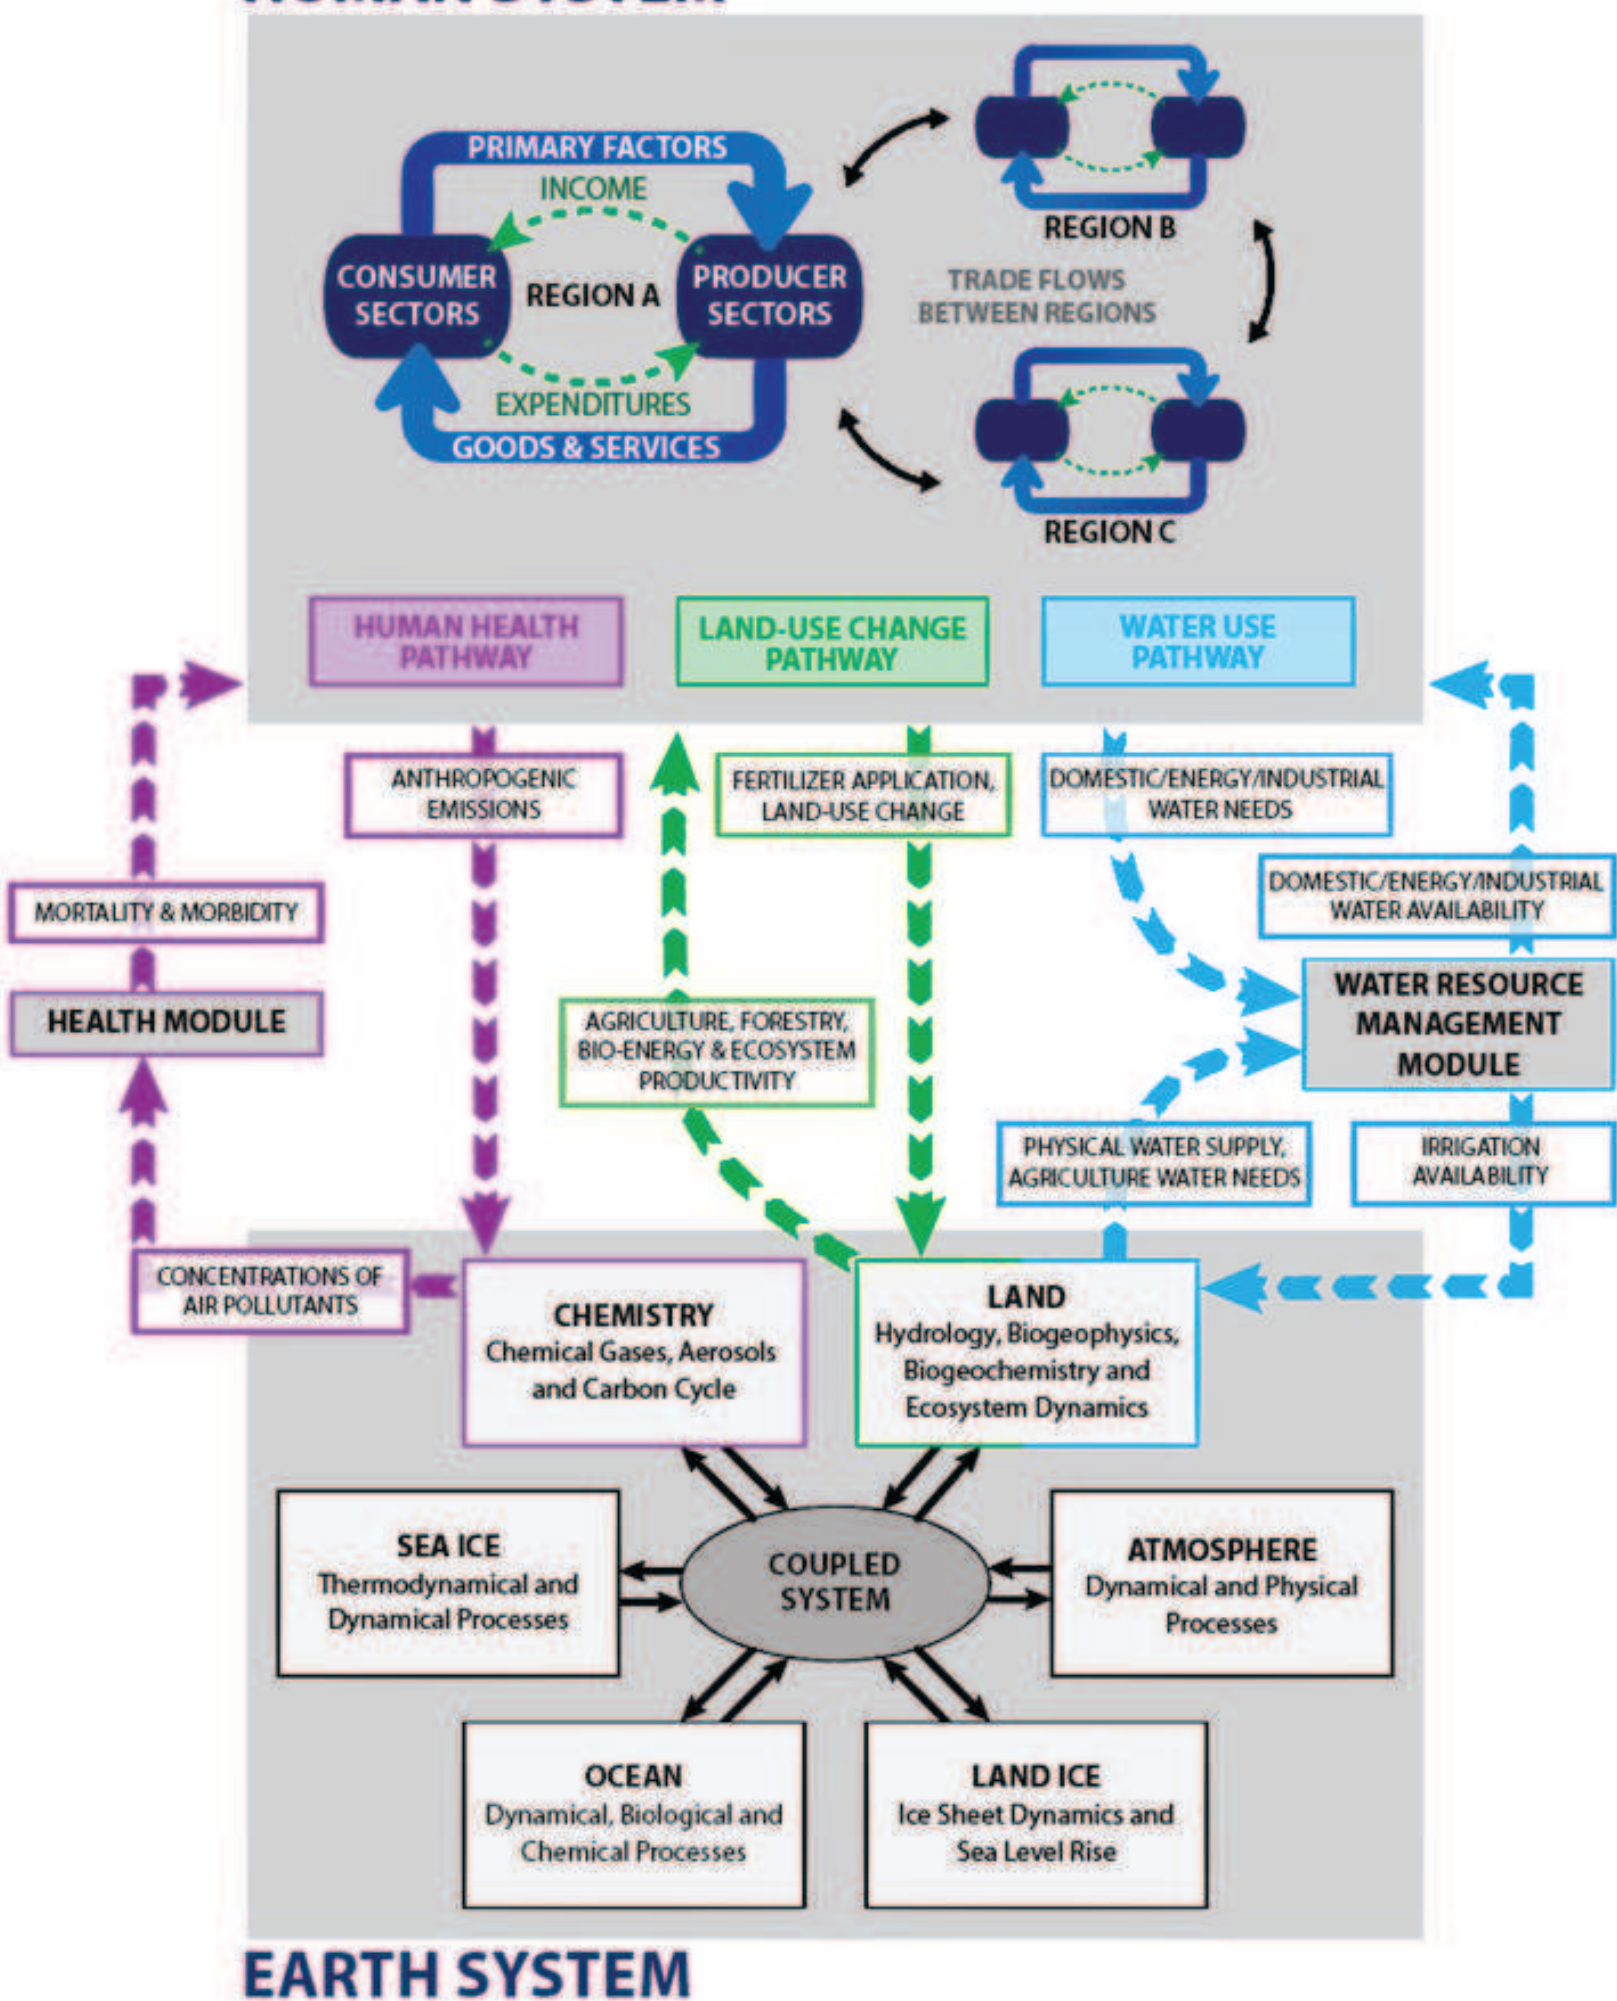 HUMAN SYSTEM
PRIMARY FACTORS
INCOME
CONSUMER
SECTORS
REGION A
PRODUCER
SECTORS
EXPENDITURES
GOODS & SERVICES
REGION B
TRADE FLOWS
BETWEEN REGIONS
REGION C
HUMAN HEALTH
PATHWAY
LAND-USE CHANGE
PATHWAY
WATER USE
PATHWAY
ANTHROPOGENIC
EMISSIONS
FERTILIZER APPLICATION,
LAND-USE CHANGE
DOMESTIC/ENERGY/INDUSTRIAL
WATER NEEDS
MORTALITY & MORBIDITY
DOMESTIC/ENERGY/INDUSTRIAL
WATER AVAILABILITY
HEALTH MODULE
AGRICULTURE, FORESTRY,
BIO-ENERGY & ECOSYSTEM
PRODUCTIVITY
WATER RESOURCE
MANAGEMENT
MODULE
PHYSICAL WATER SUPPLY,
AGRICULTURE WATER NEEDS
IRRIGATION
AVAILABILITY
CONCENTRATIONS OF
AIR POLLUTANTS
CHEMISTRY
Chemical Gases, Aerosols
and Carbon Cycle
LAND
Hydrology, Biogeophysics,
Biogeochemistry and
Ecosystem Dynamics
SEA ICE
Thermodynamical and
Dynamical Processes
COUPLED
SYSTEM
ATMOSPHERE
Dynamical and Physical
Processes
OCEAN
Dynamical, Biological and
Chemical Processes
LAND ICE
Ice Sheet Dynamics and
Sea Level Rise
EARTH SYSTEM